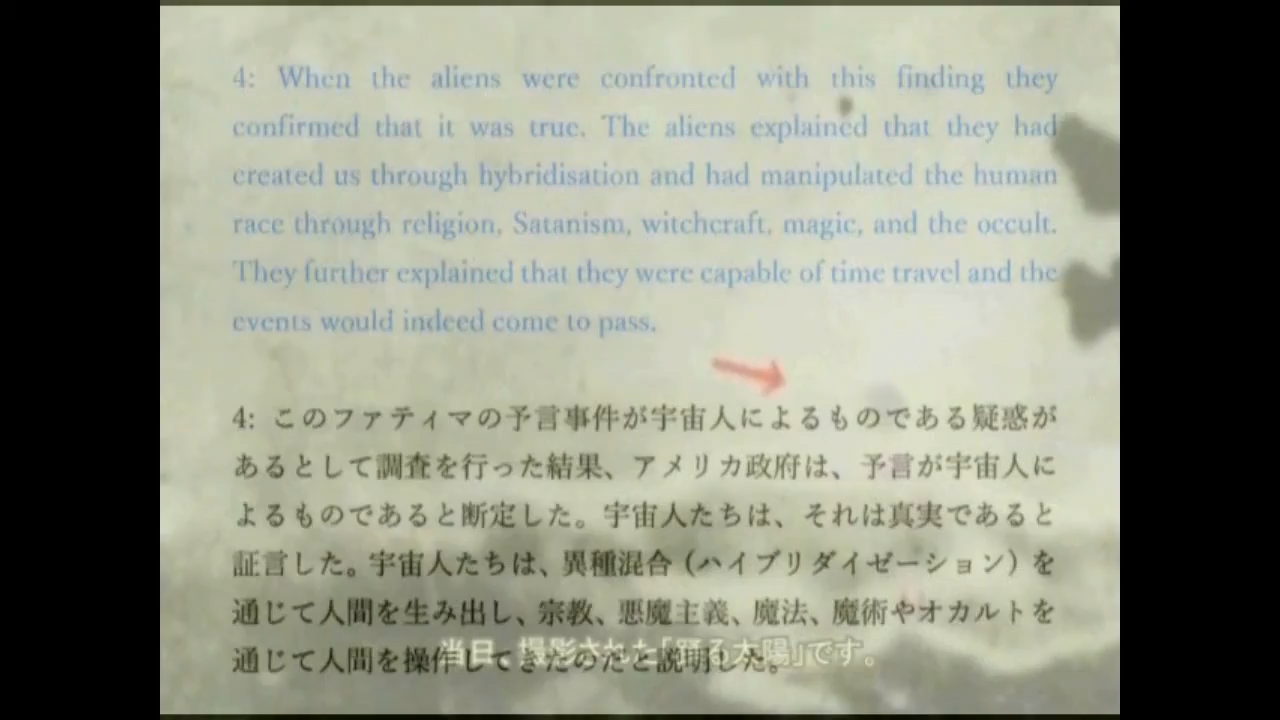 4: When the aliens were confronted with this finding they
confirmed that it was true. The aliens explained that they had
created us through hybridisation and had manipulated the human
race through religion, Satanism, witchcraft, magic, and the occult.
They further explained that they were capable of time travel and the
events would indeed come to pass.
4: このファティマの予言事件が宇宙人によるものである疑惑が
あるとして調査を行った結果、アメリカ政府は、予言が宇宙人に
よるものであると断定した。宇宙人たちは、それは真実であると
証言した。宇宙人たちは、異種混合（ハイブリダイゼーション）を
通じて人間を生み出し、宗教、悪魔主義、魔法、魔術やオカルトを
通じて人間を操作してきたのだと説明した。
当日、撮影された「踊る太陽」です。